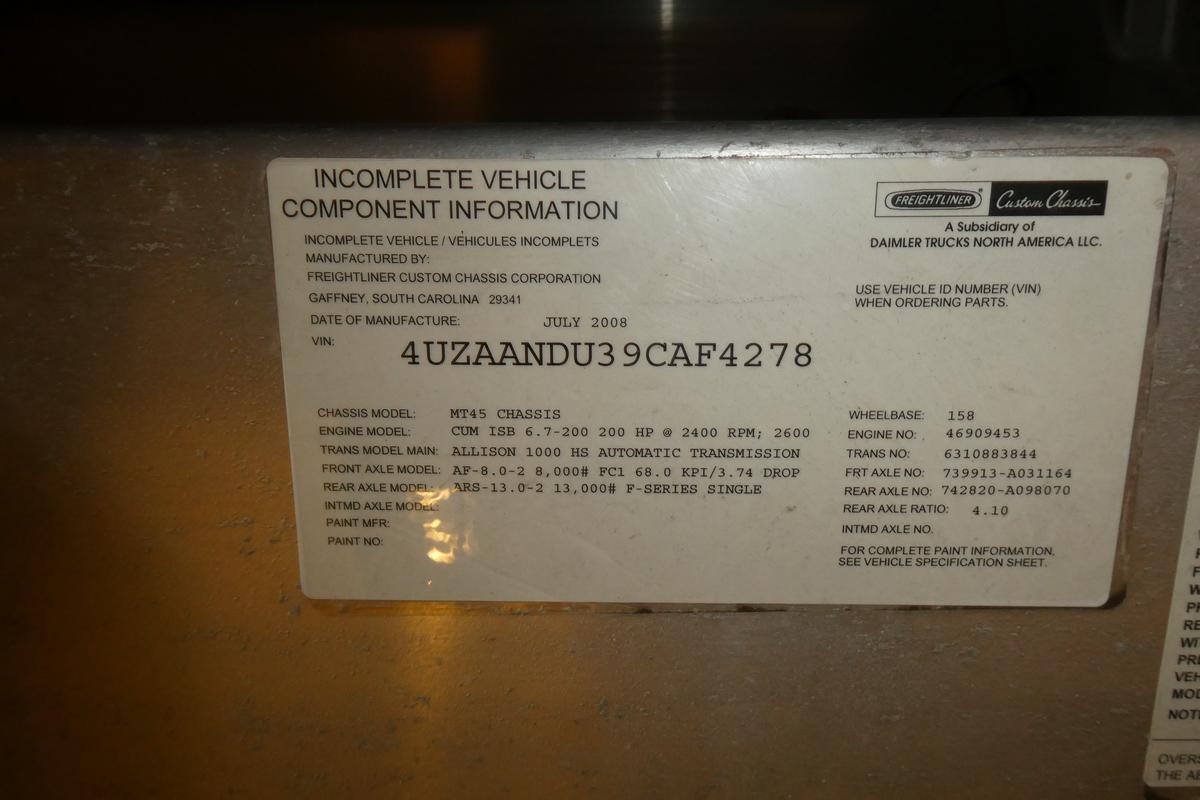 INCOMPLETE VEHICLE
COMPONENT INFORMATION
INCOMPLETE VEHICLE / VÉHICULES INCOMPLETS
MANUFACTURED BY:
FREIGHTLINER CUSTOM CHASSIS CORPORATION
GAFFNEY, SOUTH CAROLINA 29341
DATE OF MANUFACTURE: JULY 2008
VIN: 4UZAANDU39CAF4278
FREIGHTLINER® Custom Chassis
A Subsidiary of
DAIMLER TRUCKS NORTH AMERICA LLC.
USE VEHICLE ID NUMBER (VIN)
WHEN ORDERING PARTS.
CHASSIS MODEL: MT45 CHASSIS
ENGINE MODEL: CUM ISB 6.7-200 200 HP @ 2400 RPM; 2600
TRANS MODEL MAIN: ALLISON 1000 HS AUTOMATIC TRANSMISSION
FRONT AXLE MODEL: AF-8.0-2 8,000# FC1 68.0 KPI/3.74 DROP
REAR AXLE MODEL: ARS-13.0-2 13,000# F-SERIES SINGLE
INTMD AXLE MODEL:
PAINT MFR:
PAINT NO:
WHEELBASE: 158
ENGINE NO: 46909453
TRANS NO: 6310883844
FRT AXLE NO: 739913-A031164
REAR AXLE NO: 742820-A098070
REAR AXLE RATIO: 4.10
INTMD AXLE NO.
FOR COMPLETE PAINT INFORMATION,
SEE VEHICLE SPECIFICATION SHEET.
THE